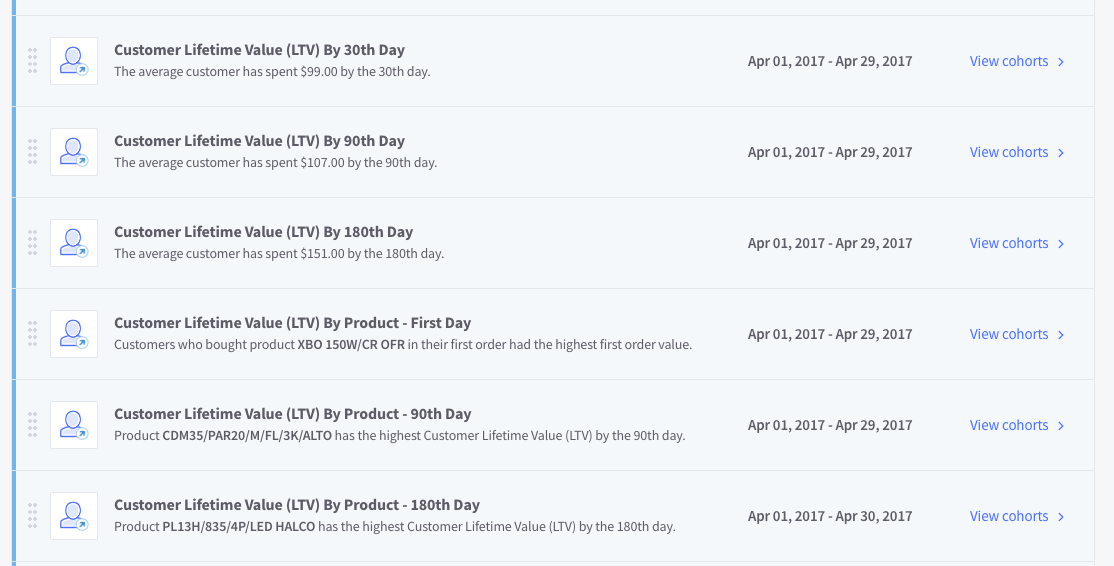 Customer Lifetime Value (LTV) By 30th Day
The average customer has spent $99.00 by the 30th day.
Apr 01, 2017 - Apr 29, 2017
View cohorts
Customer Lifetime Value (LTV) By 90th Day
The average customer has spent $107.00 by the 90th day.
Apr 01, 2017 - Apr 29, 2017
View cohorts
Customer Lifetime Value (LTV) By 180th Day
The average customer has spent $151.00 by the 180th day.
Apr 01, 2017 - Apr 29, 2017
View cohorts
Customer Lifetime Value (LTV) By Product - First Day
Customers who bought product XBO 150W/CR OFR in their first order had the highest first order value.
Apr 01, 2017 - Apr 29, 2017
View cohorts
Customer Lifetime Value (LTV) By Product - 90th Day
Product CDM35/PAR20/M/FL/3K/ALTO has the highest Customer Lifetime Value (LTV) by the 90th day.
Apr 01, 2017 - Apr 29, 2017
View cohorts
Customer Lifetime Value (LTV) By Product - 180th Day
Product PL13H/835/4P/LED HALCO has the highest Customer Lifetime Value (LTV) by the 180th day.
Apr 01, 2017 - Apr 30, 2017
View cohorts